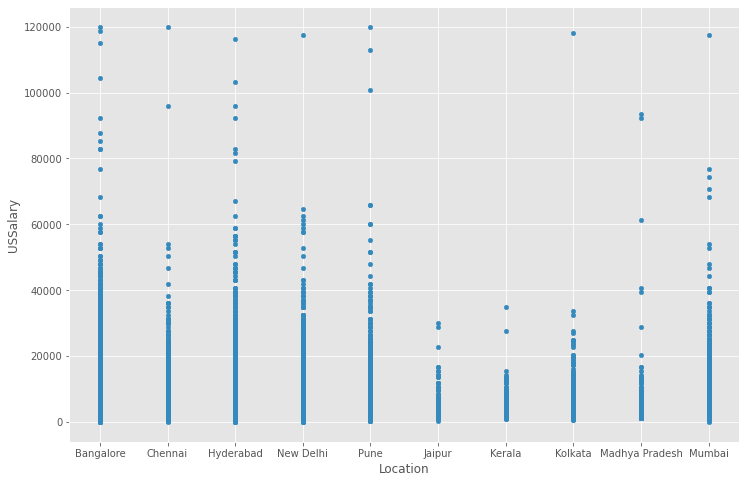 120000
100000
80000
60000
40000
20000
0
USSalary
Bangalore Chennai Hyderabad New Delhi Pune Jaipur Kerala Kolkata Madhya Pradesh Mumbai
Location